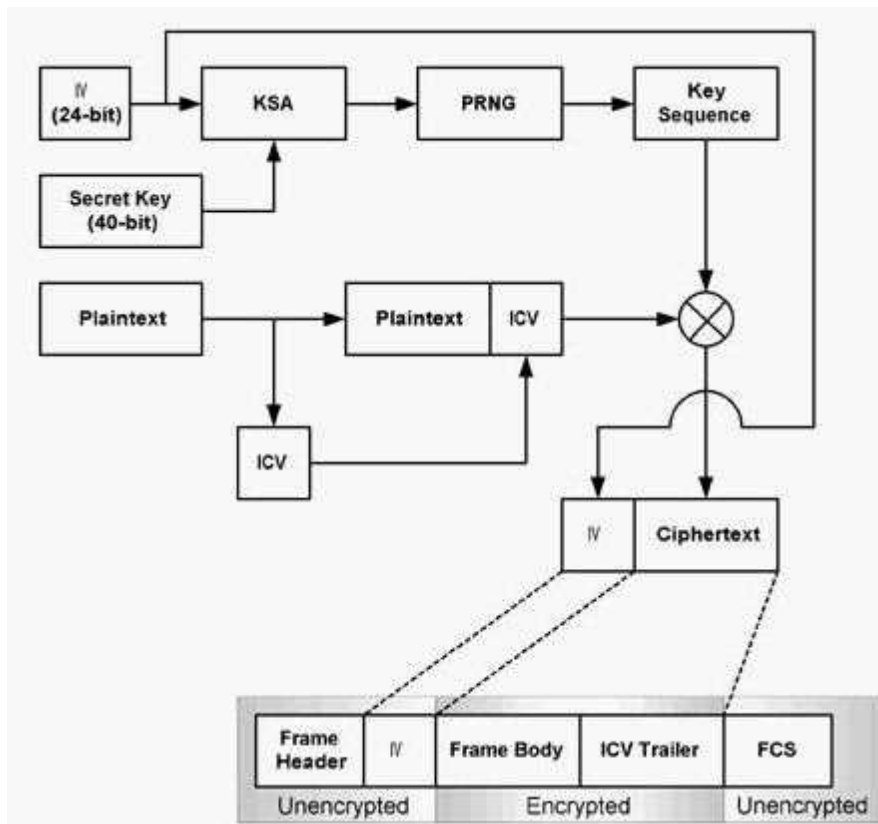 IV
(24-bit)
KSA
PRNG
Key
Sequence
Secret Key
(40-bit)
Plaintext
Plaintext
ICV
ICV
IV
Ciphertext
Frame
Header
IV
Frame Body
ICV Trailer
FCS
Unencrypted
Encrypted
Unencrypted